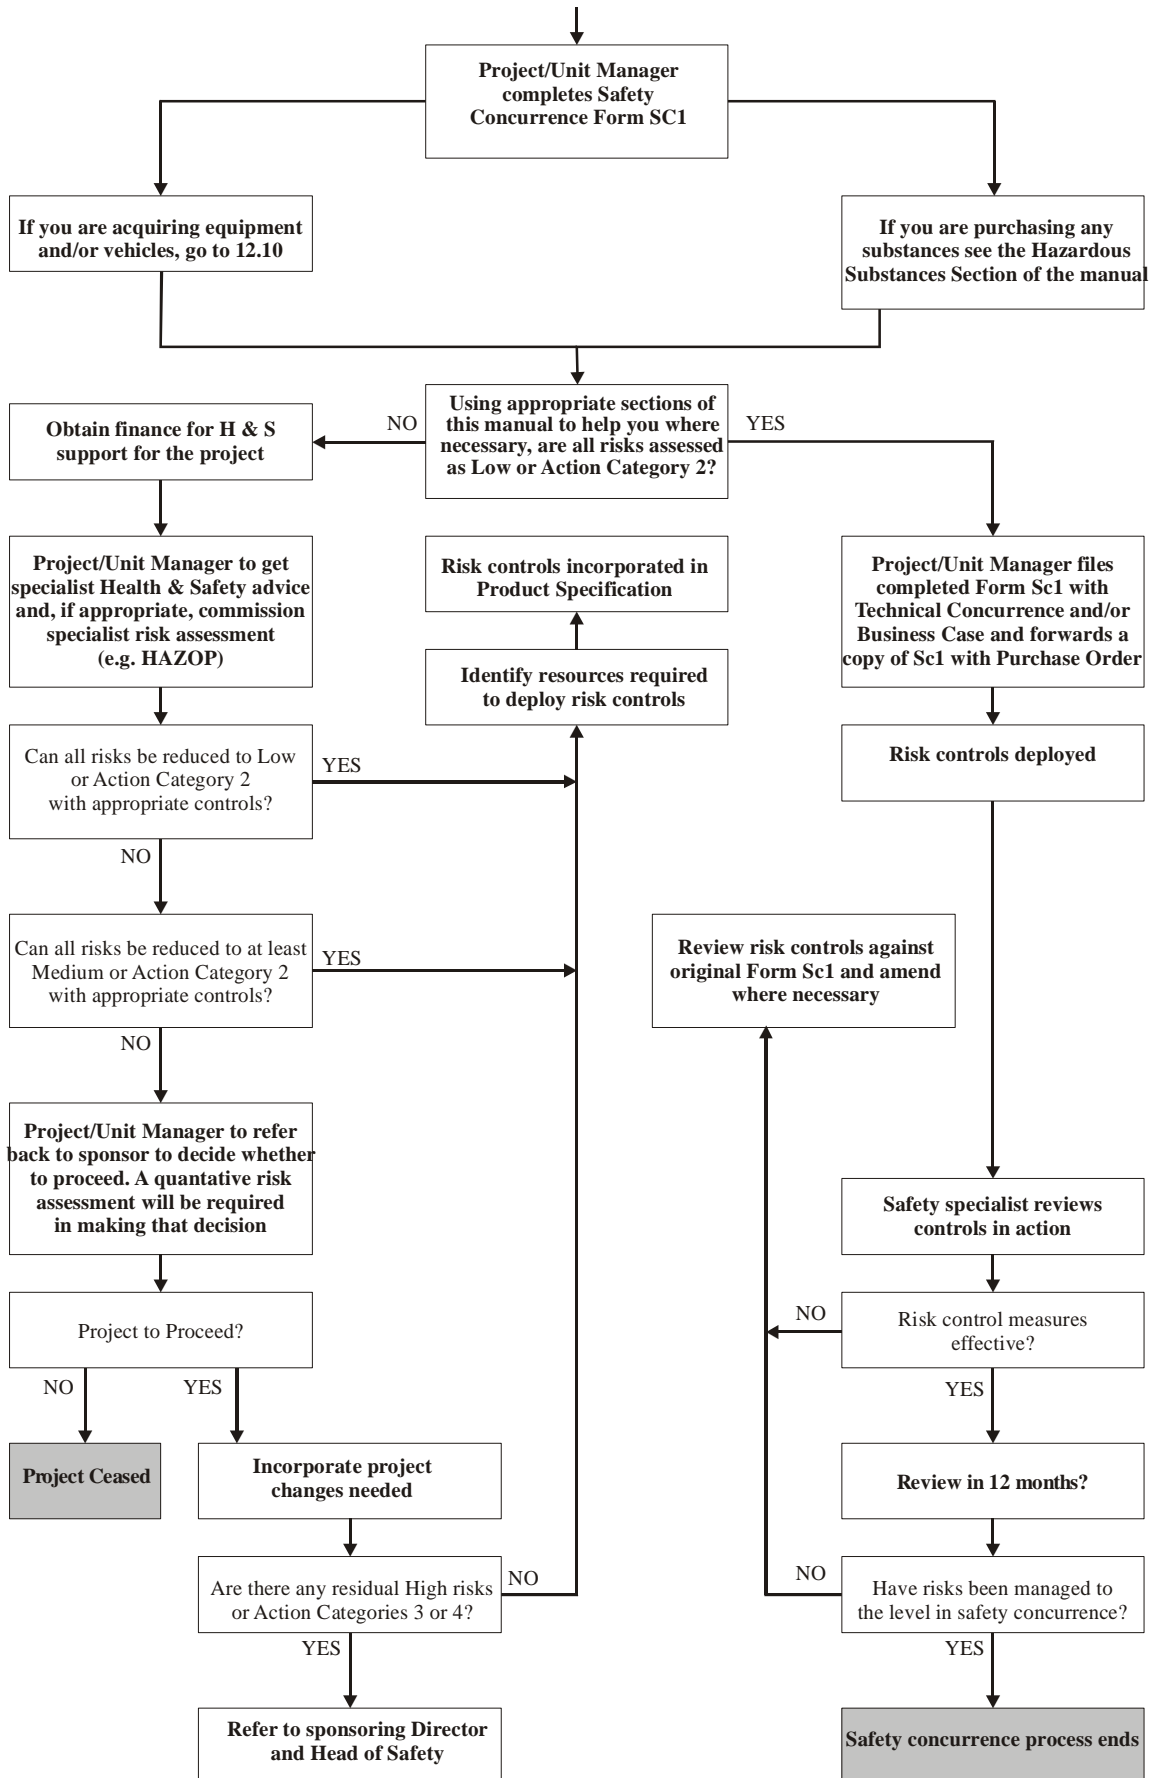 Project/Unit Manager
completes Safety
Concurrence Form SC1
If you are acquiring equipment
and/or vehicles, go to 12.10
If you are purchasing any
substances see the Hazardous
Substances Section of the manual
Using appropriate sections of
this manual to help you where
necessary, are all risks assessed
as Low or Action Category 2?
NO
YES
Obtain finance for H & S
support for the project
Project/Unit Manager to get
specialist Health & Safety advice
and, if appropriate, commission
specialist risk assessment
(e.g. HAZOP)
Risk controls incorporated in
Product Specification
Project/Unit Manager files
completed Form Sc1 with
Technical Concurrence and/or
Business Case and forwards a
copy of Sc1 with Purchase Order
Identify resources required
to deploy risk controls
Can all risks be reduced to Low
or Action Category 2
with appropriate controls?
YES
NO
Risk controls deployed
Can all risks be reduced to at least
Medium or Action Category 2
with appropriate controls?
YES
NO
Review risk controls against
original Form Sc1 and amend
where necessary
Project/Unit Manager to refer
back to sponsor to decide whether
to proceed. A quantative risk
assessment will be required
in making that decision
Safety specialist reviews
controls in action
Project to Proceed?
NO
YES
Risk control measures
effective?
NO
YES
Project Ceased
Incorporate project
changes needed
Review in 12 months?
Are there any residual High risks
or Action Categories 3 or 4?
NO
YES
Have risks been managed to
the level in safety concurrence?
NO
YES
Refer to sponsoring Director
and Head of Safety
Safety concurrence process ends